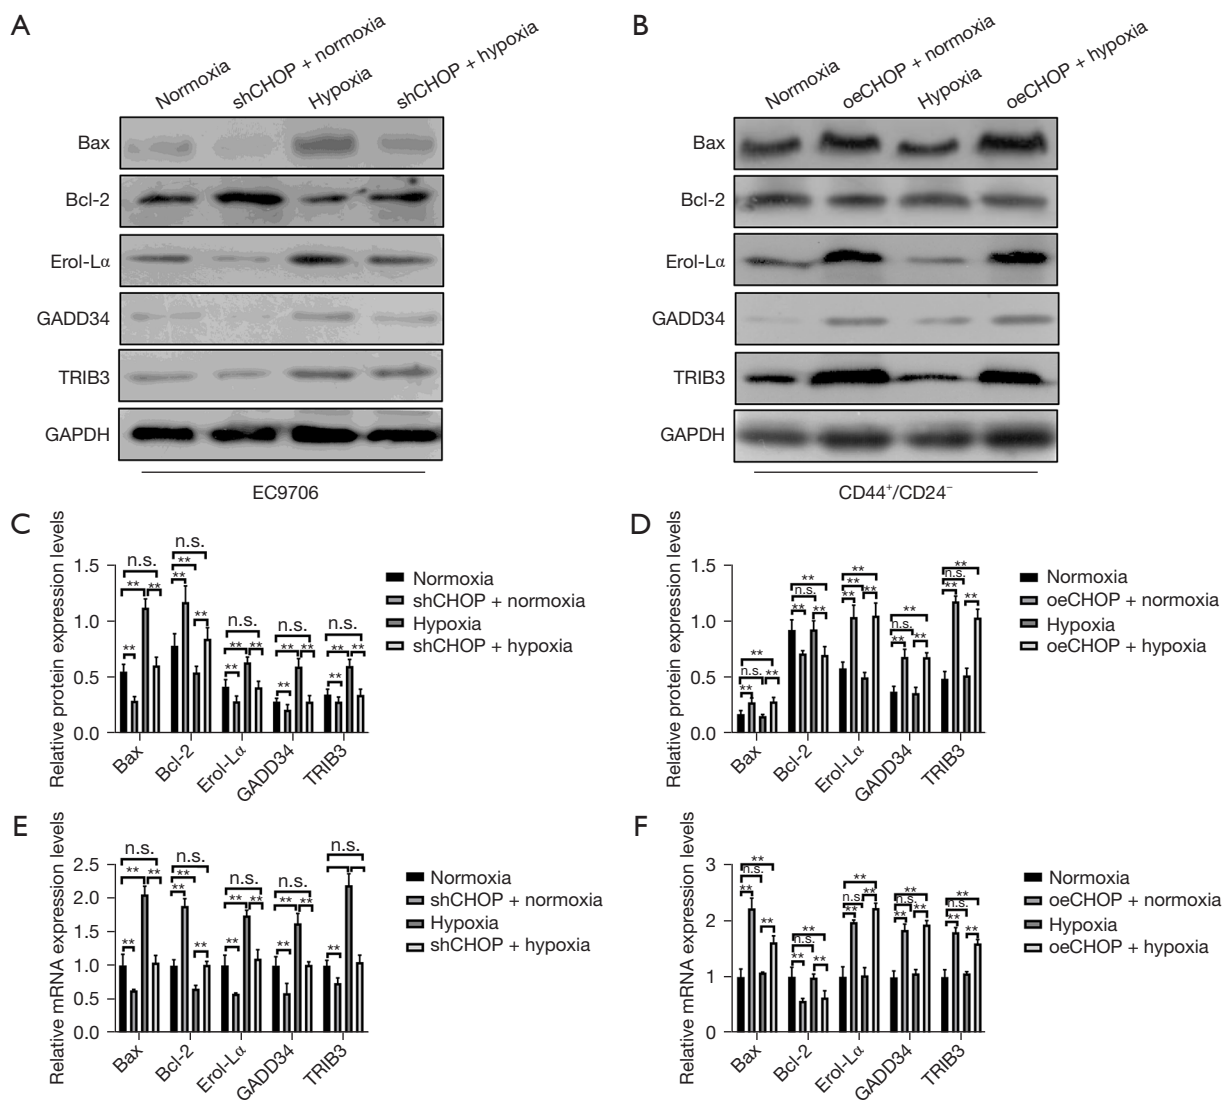 A
Normoxia
shCHOP + normoxia
Hypoxia
shCHOP + hypoxia
Bax
Bcl-2
Erol-Lα
GADD34
TRIB3
GAPDH
EC9706
B
Normoxia
oeCHOP + normoxia
Hypoxia
oeCHOP + hypoxia
Bax
Bcl-2
Erol-Lα
GADD34
TRIB3
GAPDH
CD44⁺/CD24⁻
C
Relative protein expression levels
1.5
1.0
0.5
0.0
n.s. n.s. n.s. n.s. n.s.
** ** ** ** ** ** ** ** ** ** ** ** ** ** **
Bax
Bcl-2
Erol-Lα
GADD34
TRIB3
Normoxia
shCHOP + normoxia
Hypoxia
shCHOP + hypoxia
D
Relative protein expression levels
1.5
1.0
0.5
0.0
** ** ** ** **
n.s. n.s. ** n.s. n.s.
** ** ** ** ** ** ** ** ** **
Bax
Bcl-2
Erol-Lα
GADD34
TRIB3
Normoxia
oeCHOP + normoxia
Hypoxia
oeCHOP + hypoxia
E
Relative mRNA expression levels
2.5
2.0
1.5
1.0
0.5
0.0
n.s. n.s. n.s. n.s. n.s.
** ** ** ** ** ** ** ** ** ** ** ** ** **
Bax
Bcl-2
Erol-Lα
GADD34
TRIB3
Normoxia
shCHOP + normoxia
Hypoxia
shCHOP + hypoxia
F
Relative mRNA expression levels
3
2
1
0
** ** ** ** **
n.s. n.s. n.s. n.s. n.s.
** ** ** ** ** ** ** ** ** **
Bax
Bcl-2
Erol-Lα
GADD34
TRIB3
Normoxia
oeCHOP + normoxia
Hypoxia
oeCHOP + hypoxia